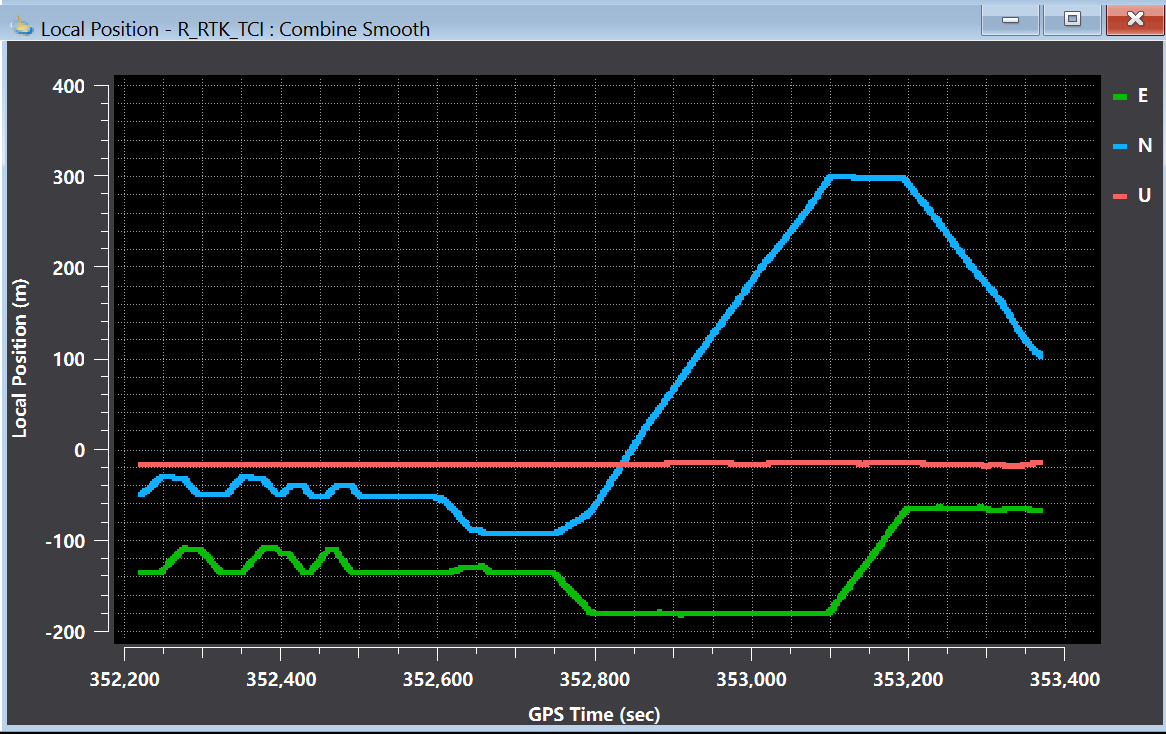 Local Position - R_RTK_TCI : Combine Smooth
400
300
200
100
0
-100
-200
Local Position (m)
352,200 352,400 352,600 352,800 353,000 353,200 353,400
GPS Time (sec)
E
N
U